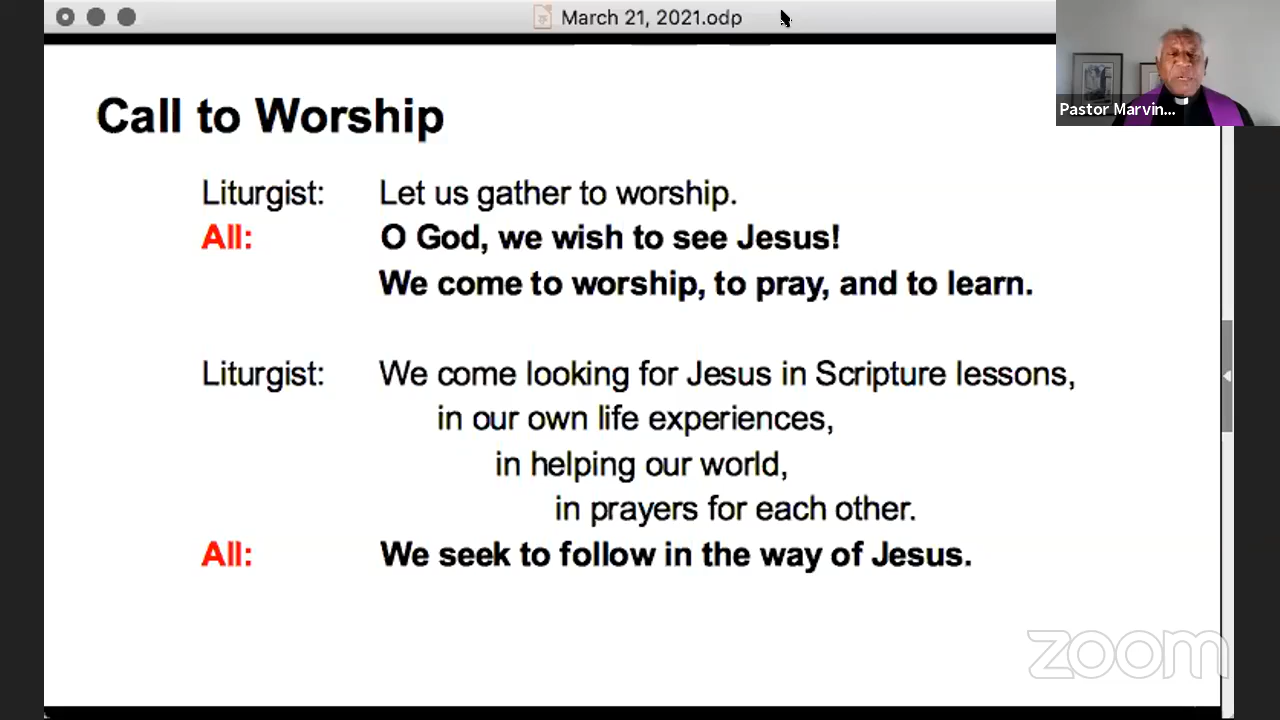 March 21, 2021.odp
Pastor Marvin...
Call to Worship
Liturgist: Let us gather to worship.
All: O God, we wish to see Jesus!
We come to worship, to pray, and to learn.
Liturgist: We come looking for Jesus in Scripture lessons,
in our own life experiences,
in helping our world,
in prayers for each other.
All: We seek to follow in the way of Jesus.
zoom